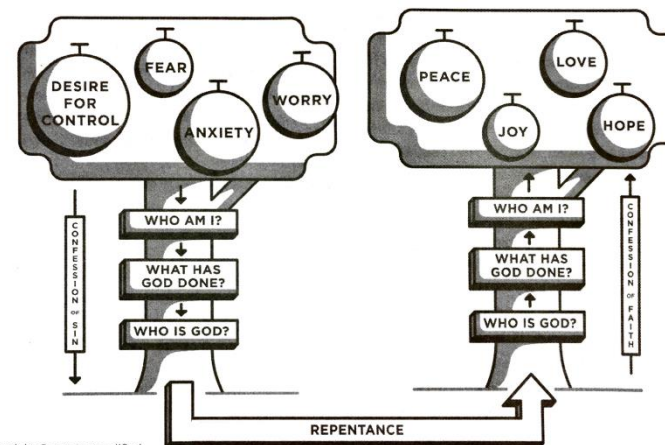 DESIRE
FOR
CONTROL
FEAR
ANXIETY
WORRY
WHO AM I?
WHAT HAS
GOD DONE?
WHO IS GOD?
CONFESSION OF SIN
PEACE
LOVE
JOY
HOPE
WHO AM I?
WHAT HAS
GOD DONE?
WHO IS GOD?
CONFESSION OF FAITH
REPENTANCE